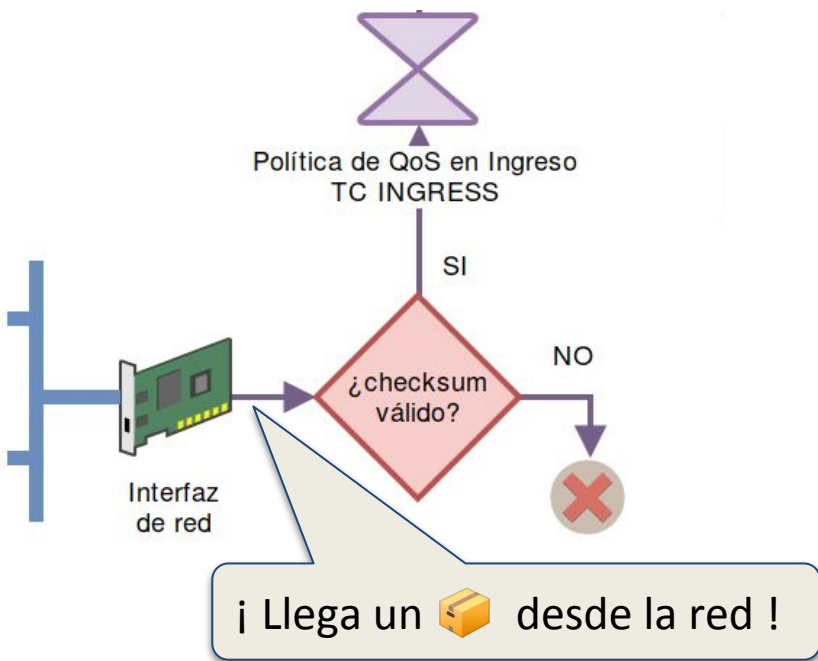 Política de QoS en Ingreso
TC INGRESS
SI
NO
¿checksum
válido?
Interfaz
de red
¡ Llega un 📦 desde la red !